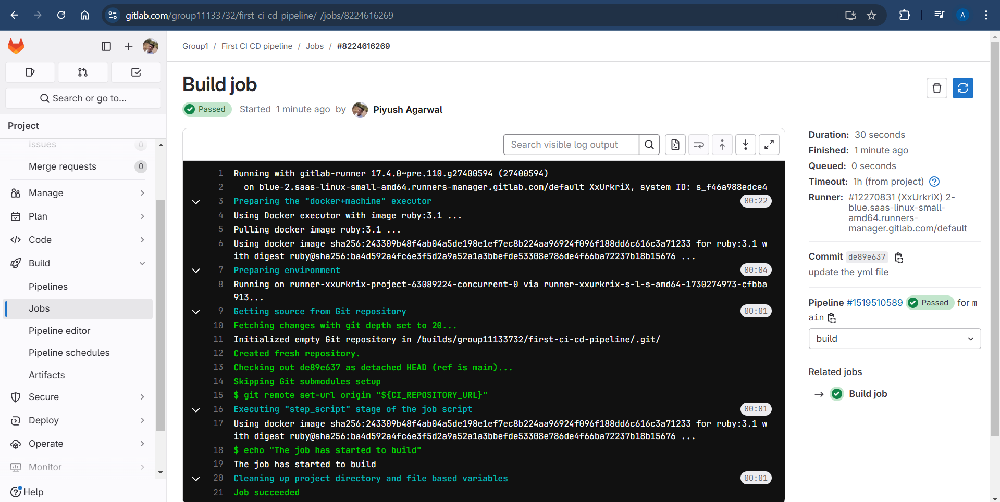 gitlab.com/group11133732/first-ci-cd-pipeline/-/jobs/8224616269
A
Search or go to...
Project
Issues 0
Merge requests 0
Manage
Plan
Code
Build
Pipelines
Jobs
Pipeline editor
Pipeline schedules
Artifacts
Secure
Deploy
Operate
Monitor
Help
Group1 / First CI CD pipeline / Jobs / #8224616269
Build job
Passed Started 1 minute ago by Piyush Agarwal
Search visible log output
1 Running with gitlab-runner 17.4.0~pre.110.g27400594 (27400594)
2 on blue-2.saas-linux-small-amd64.runners-manager.gitlab.com/default XxUrkriX, system ID: s_f46a988edce4
3 Preparing the "docker+machine" executor 00:22
4 Using Docker executor with image ruby:3.1 ...
5 Pulling docker image ruby:3.1 ...
6 Using docker image sha256:243309b48f4ab04a5de198e1ef7ec8b224aa96924f096f188dd6c616c3a71233 for ruby:3.1 w
ith digest ruby@sha256:ba4d592a4fc6e3f5d2a9a52a1a3bbefde53308e786de4f66ba72237b18b15676 ...
7 Preparing environment 00:04
8 Running on runner-xxurkrix-project-63089224-concurrent-0 via runner-xxurkrix-s-l-s-amd64-1730274973-cfbba
913...
9 Getting source from Git repository 00:01
10 Fetching changes with git depth set to 20...
11 Initialized empty Git repository in /builds/group11133732/first-ci-cd-pipeline/.git/
12 Created fresh repository.
13 Checking out de89e637 as detached HEAD (ref is main)...
14 Skipping Git submodules setup
15 $ git remote set-url origin "${CI_REPOSITORY_URL}"
16 Executing "step_script" stage of the job script 00:01
17 Using docker image sha256:243309b48f4ab04a5de198e1ef7ec8b224aa96924f096f188dd6c616c3a71233 for ruby:3.1 w
ith digest ruby@sha256:ba4d592a4fc6e3f5d2a9a52a1a3bbefde53308e786de4f66ba72237b18b15676 ...
18 $ echo "The job has started to build"
19 The job has started to build
20 Cleaning up project directory and file based variables 00:01
21 Job succeeded
Duration: 30 seconds
Finished: 1 minute ago
Queued: 0 seconds
Timeout: 1h (from project)
Runner: #12270831 (XxUrkriX) 2-
blue.saas-linux-small-
amd64.runners-
manager.gitlab.com/default
Commit de89e637
update the yml file
Pipeline #1519510589 Passed for m
ain
build
Related jobs
→ Build job